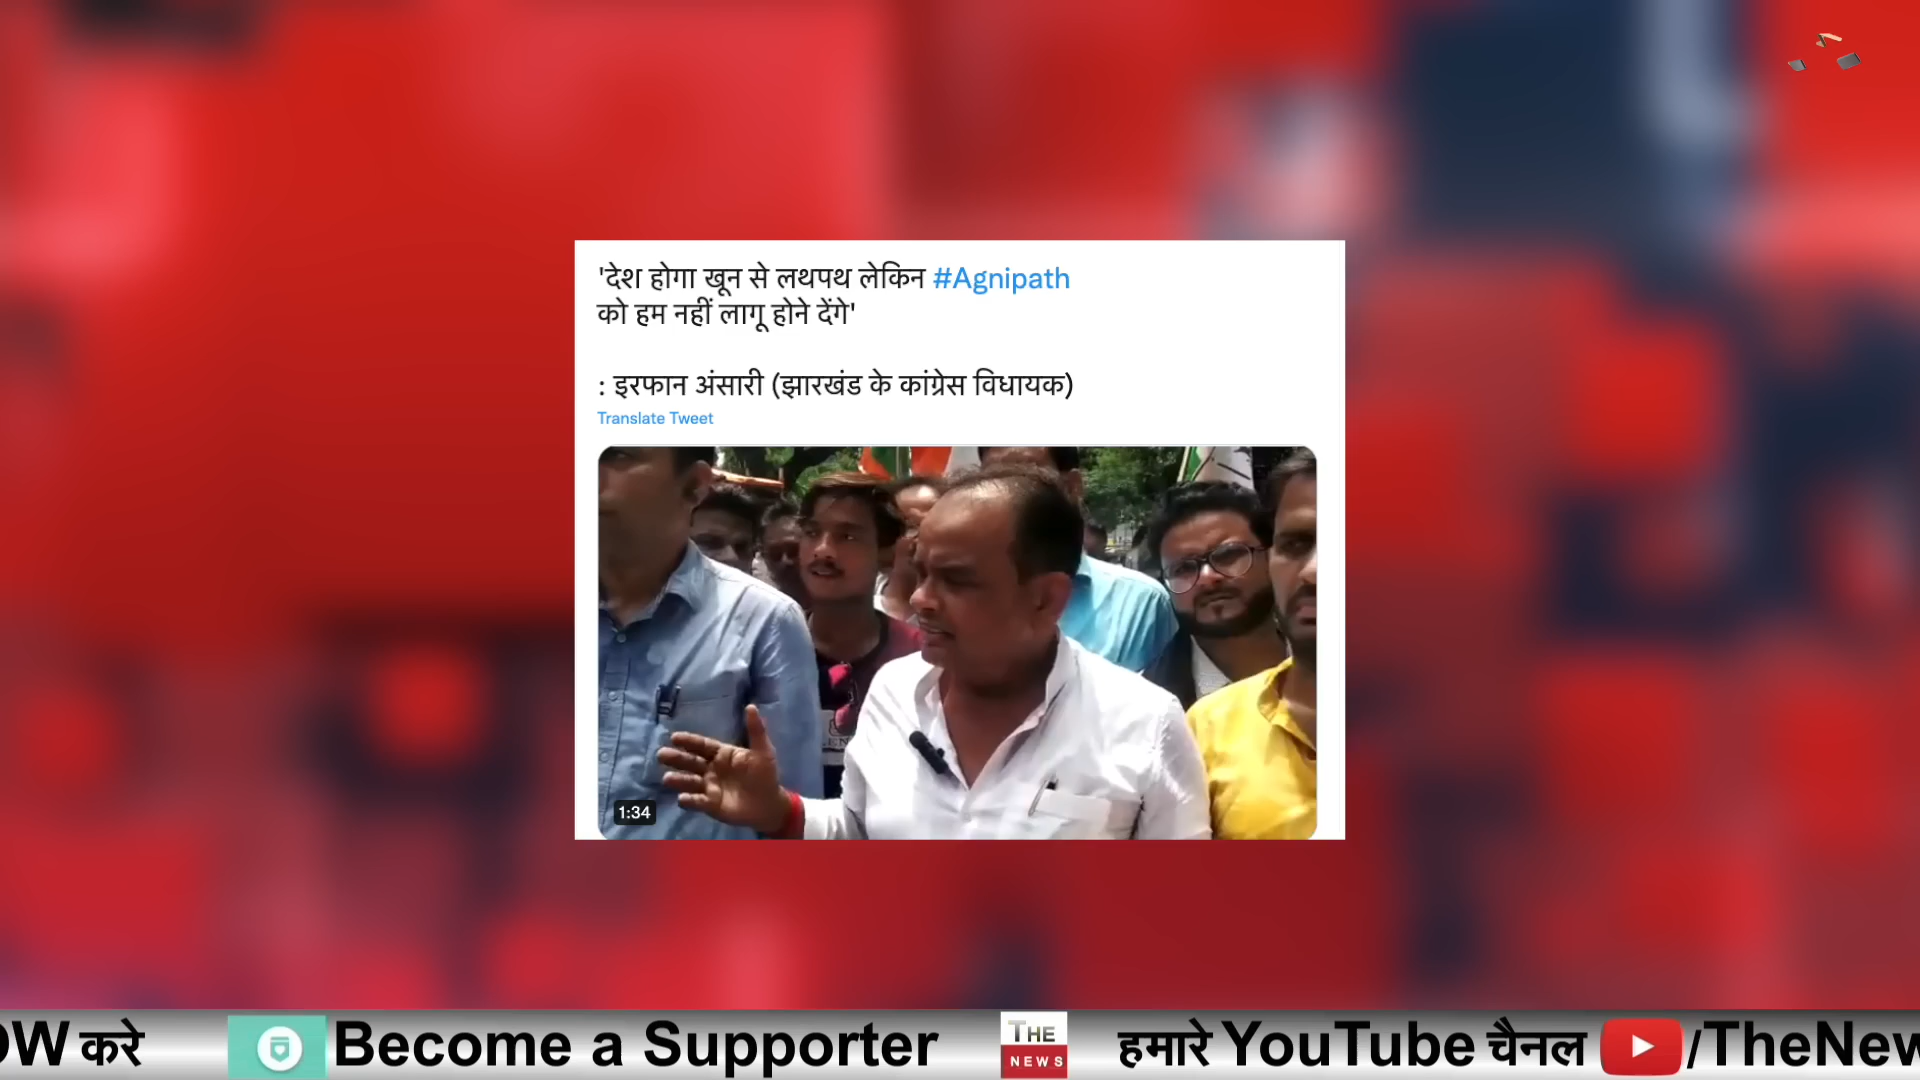 'देश होगा खून से लथपथ लेकिन #Agnipath
को हम नहीं लागू होने देंगे'
: इरफान अंसारी (झारखंड के कांग्रेस विधायक)
Translate Tweet
1:34
करे Become a Supporter THE NEWS हमारे YouTube चैनल